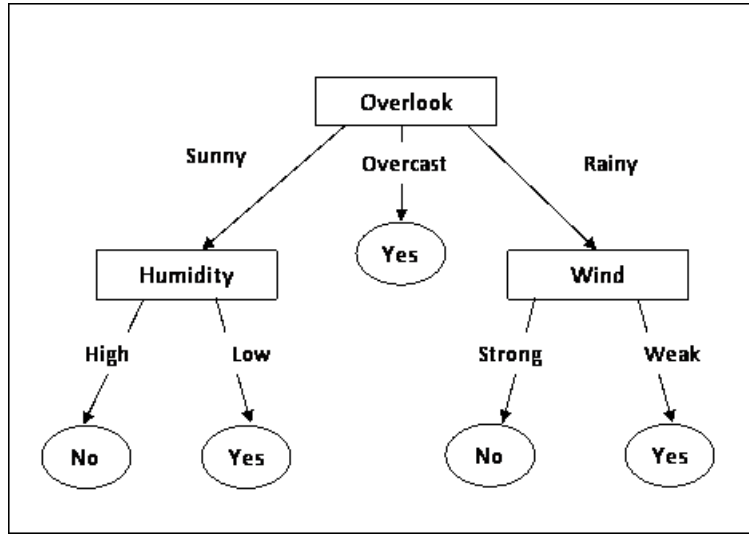 Overlook
Sunny
Overcast
Rainy
Yes
Humidity
Wind
High
Low
Strong
Weak
No
Yes
No
Yes